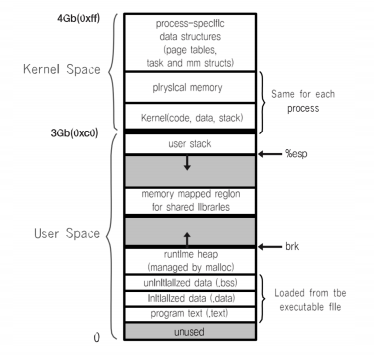 4Gb(0xff)
process-specific
data structures
(page tables,
task and mm structs)
Kernel Space
physical memory
Same for each
process
Kernel(code, data, stack)
3Gb(0xc0)
user stack
%esp
memory mapped region
for shared libraries
User Space
brk
runtime heap
(managed by malloc)
uninitialized data (.bss)
initialized data (.data)
Loaded from tbe
executable file
program text (.text)
unused
0